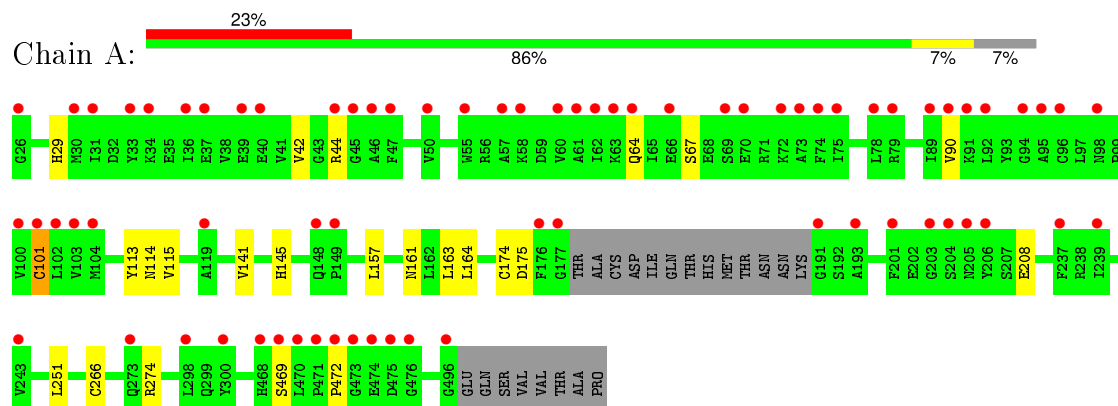 23%
Chain A:
86% 7% 7%
G26 H29 M30 I31 D32 Y33 K34 E35 I36 E37 V38 E39 E40 V41 V42 G43 R44 G45 A46 F47 V50 W55 R56 A57 K58 D59 V60 A61 I62 K63 Q64 I65 E66 S67 E68 S69 E70 R71 K72 A73 F74 I75 L78 R79 I89 V90 K91 L92 Y93 G94 A95 C96 L97 N98 P99
V100 C101 L102 V103 M104 Y113 N114 V115 A119 V141 H145 Q148 P149 L157 N161 L162 L163 L164 C174 D175 F176 G177 THR ALA CYS ASP ILE GLN THR HIS MET THR ASN ASN LYS G191 S192 A193 F201 E202 G203 S204 N205 Y206 S207 E208 F237 R238 I239
V243 L251 C266 Q273 R274 L298 Q299 Y300 H468 S469 L470 P471 P472 G473 E474 D475 G476 G496 GLU GLN SER VAL VAL THR ALA PRO